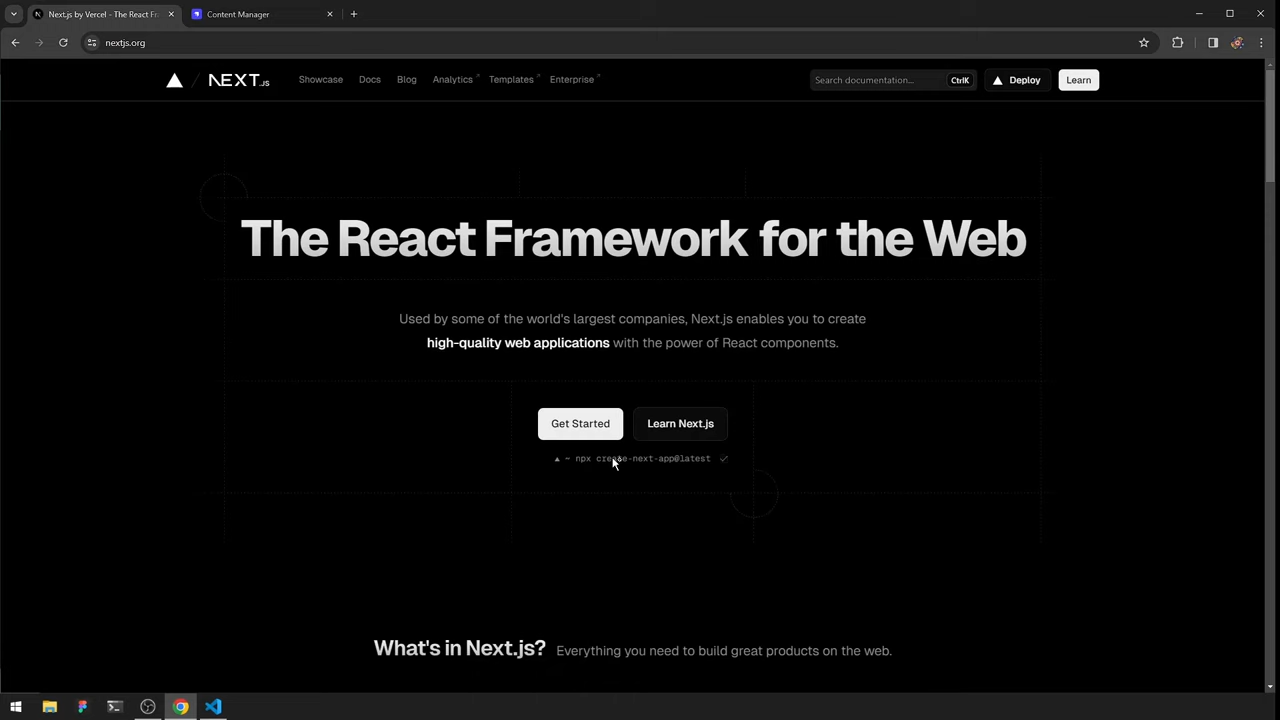 Next.js by Vercel - The React Fr
Content Manager
nextjs.org
NEXT.JS
Showcase
Docs
Blog
Analytics
Templates
Enterprise
Search documentation...
CtrlK
Deploy
Learn
The React Framework for the Web
Used by some of the world's largest companies, Next.js enables you to create
high-quality web applications with the power of React components.
Get Started
Learn Next.js
▲ ~ npx create-next-app@latest
What's in Next.js? Everything you need to build great products on the web.